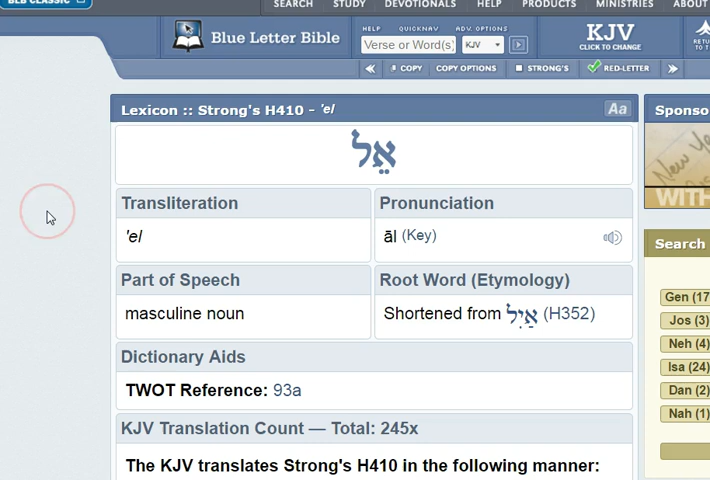 BLB CLASSIC
SEARCH STUDY DEVOTIONALS HELP PRODUCTS MINISTRIES ABOUT
Blue Letter Bible
HELP QUICKNAV ADV. OPTIONS
Verse or Word(s) KJV
KJV
CLICK TO CHANGE
COPY COPY OPTIONS STRONG'S RED-LETTER
Lexicon :: Strong's H410 - 'el
Aa
אֵל
Transliteration
Pronunciation
'el
āl (Key)
Part of Speech
Root Word (Etymology)
masculine noun
Shortened from אַיִל (H352)
Dictionary Aids
TWOT Reference: 93a
KJV Translation Count — Total: 245x
The KJV translates Strong's H410 in the following manner:
New Ye
WITH
Search
Gen (17
Jos (3)
Neh (4)
Isa (24)
Dan (2)
Nah (1)